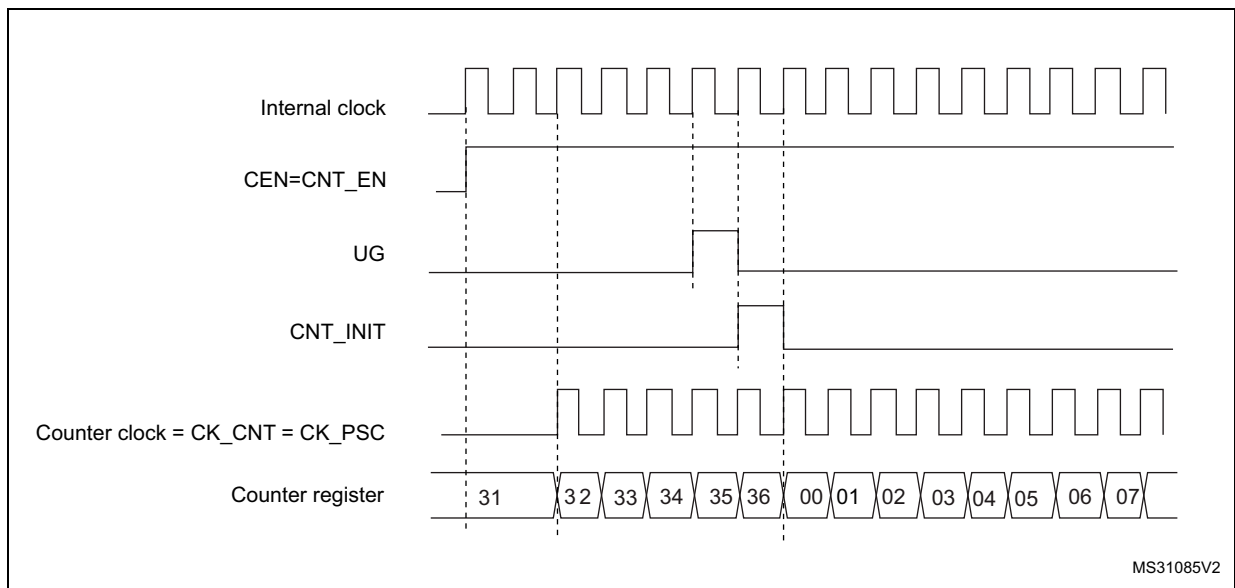 Internal clock
CEN=CNT_EN
UG
CNT_INIT
Counter clock = CK_CNT = CK_PSC
Counter register 31 32 33 34 35 36 00 01 02 03 04 05 06 07
MS31085V2